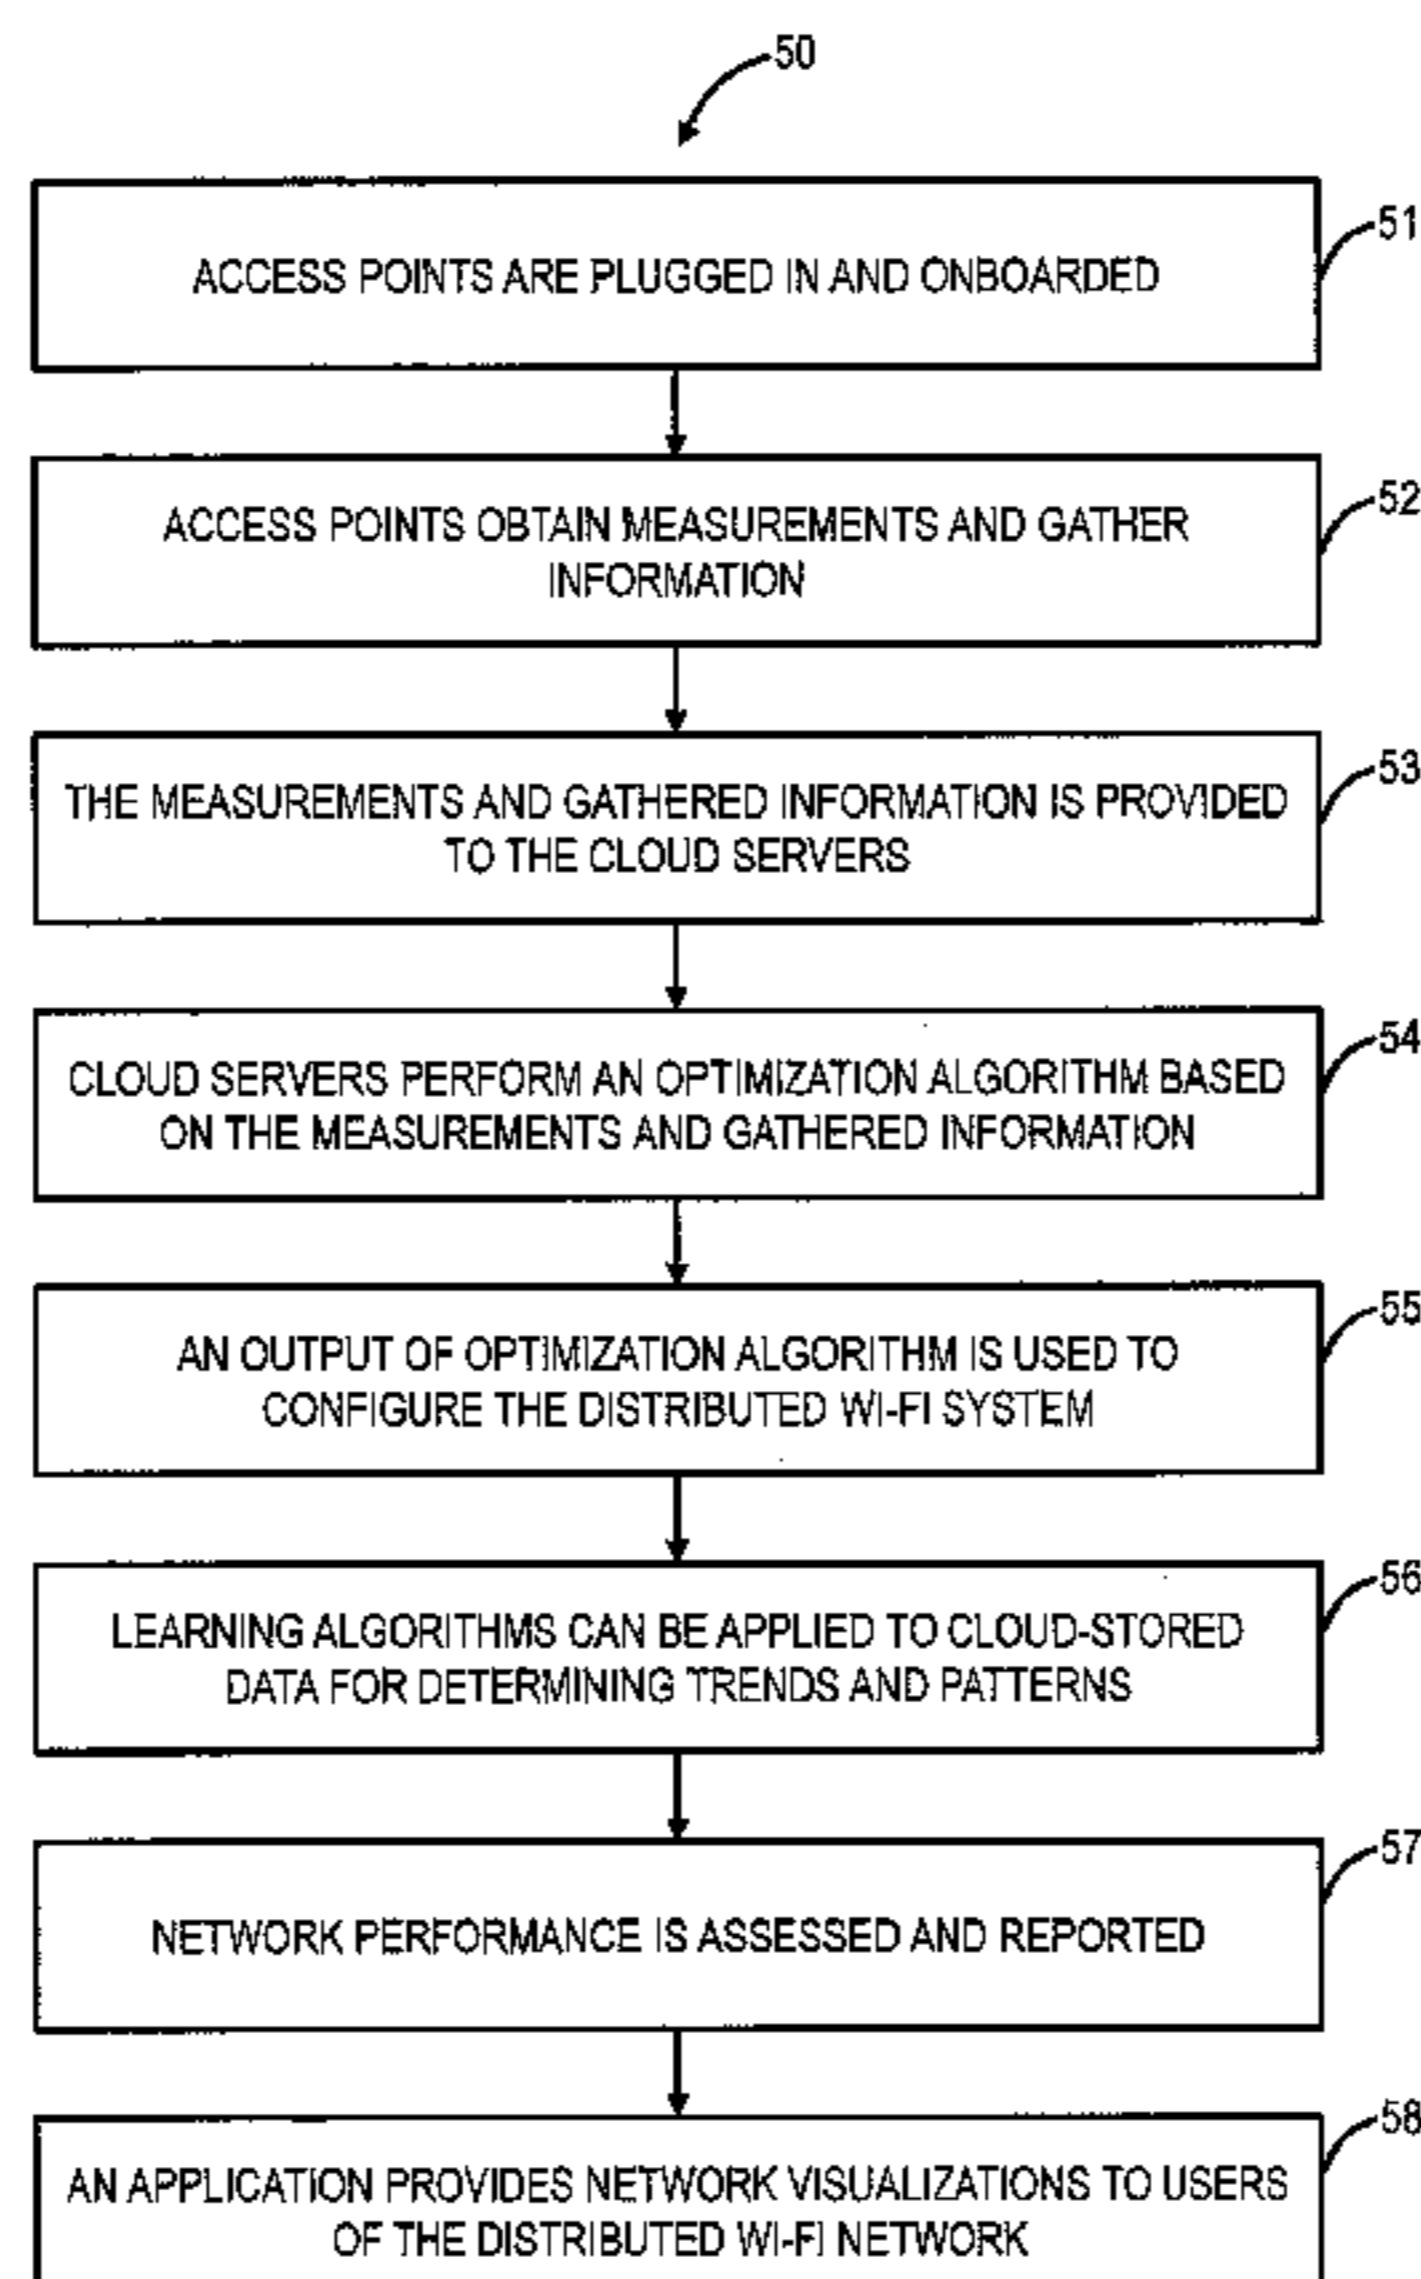 50
51
ACCESS POINTS ARE PLUGGED IN AND ONBOARDED
52
ACCESS POINTS OBTAIN MEASUREMENTS AND GATHER
INFORMATION
53
THE MEASUREMENTS AND GATHERED INFORMATION IS PROVIDED
TO THE CLOUD SERVERS
54
CLOUD SERVERS PERFORM AN OPTIMIZATION ALGORITHM BASED
ON THE MEASUREMENTS AND GATHERED INFORMATION
55
AN OUTPUT OF OPTIMIZATION ALGORITHM IS USED TO
CONFIGURE THE DISTRIBUTED WI-FI SYSTEM
56
LEARNING ALGORITHMS CAN BE APPLIED TO CLOUD-STORED
DATA FOR DETERMINING TRENDS AND PATTERNS
57
NETWORK PERFORMANCE IS ASSESSED AND REPORTED
58
AN APPLICATION PROVIDES NETWORK VISUALIZATIONS TO USERS
OF THE DISTRIBUTED WI-FI NETWORK